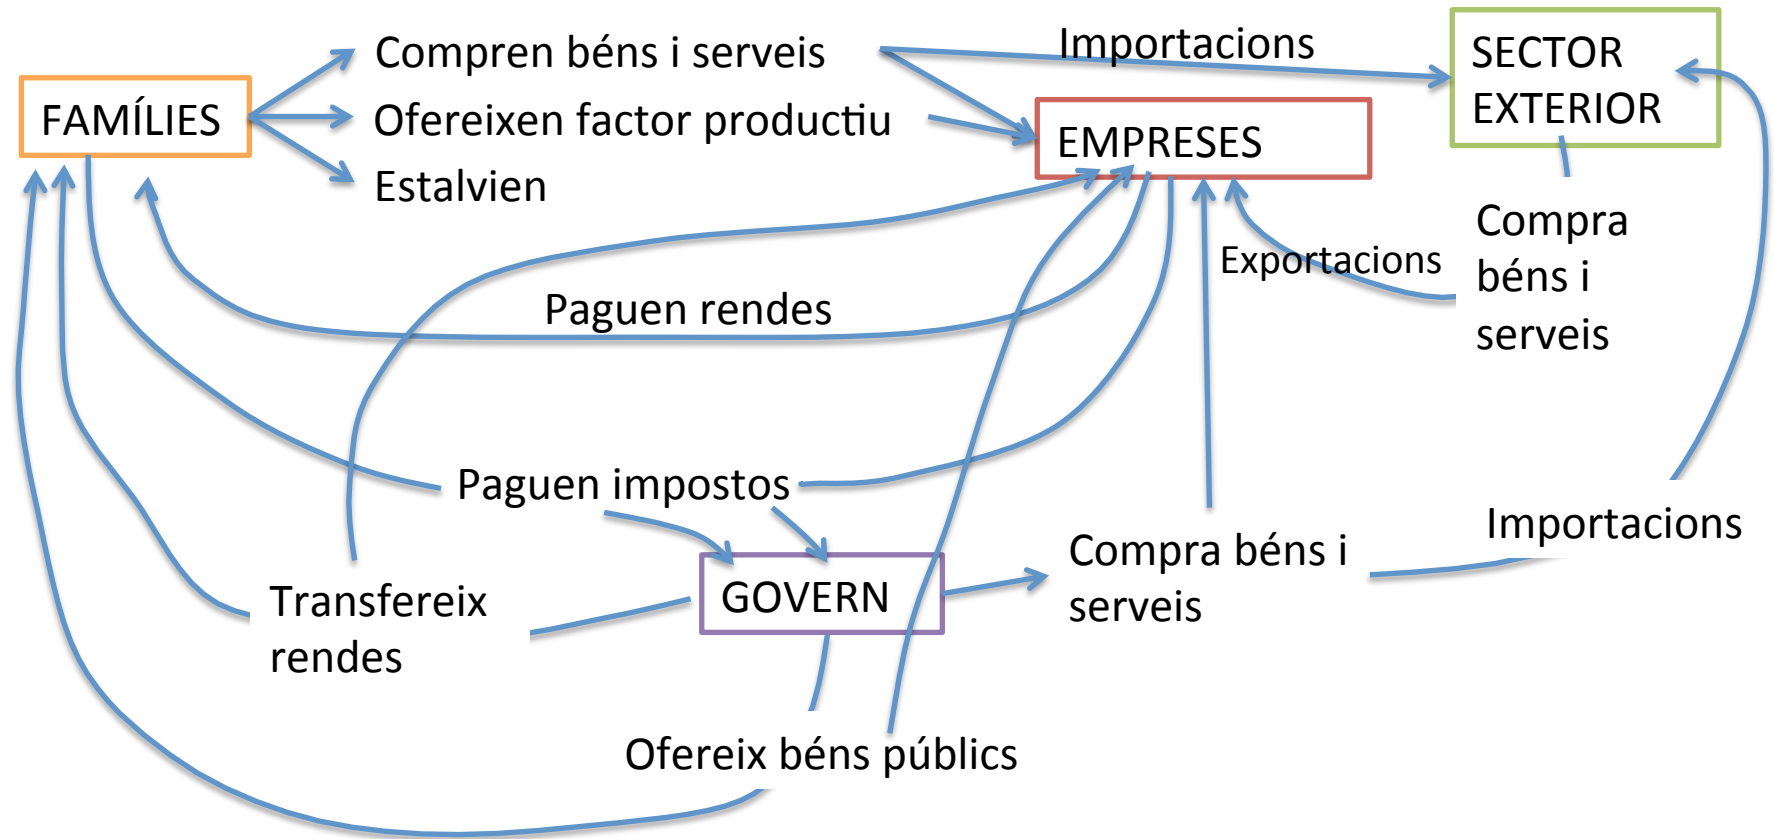 Compren béns i serveis
Importacions
SECTOR
EXTERIOR
FAMÍLIES
Ofereixen factor productiu
EMPRESES
Estalvien
Compra
béns i
serveis
Exportacions
Paguen rendes
Paguen impostos
Importacions
Compra béns i
serveis
GOVERN
Transfereix
rendes
Ofereix béns públics